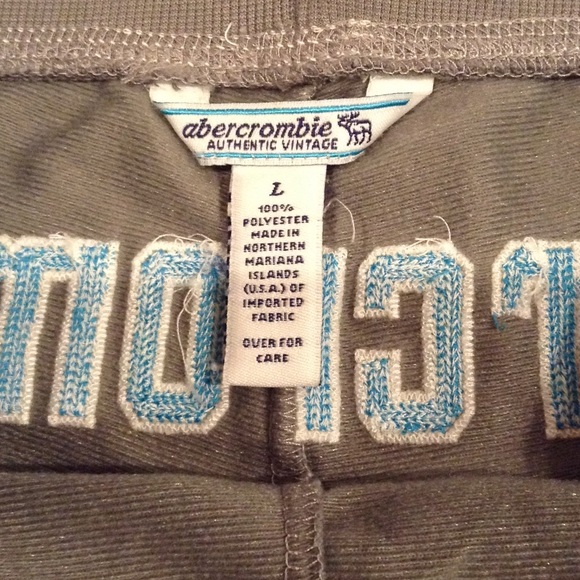 abercrombie
AUTHENTIC VINTAGE
L
100%
POLYESTER
MADE IN
NORTHERN
MARIANA
ISLANDS
(U.S.A.) OF
IMPORTED
FABRIC
OVER FOR
CARE